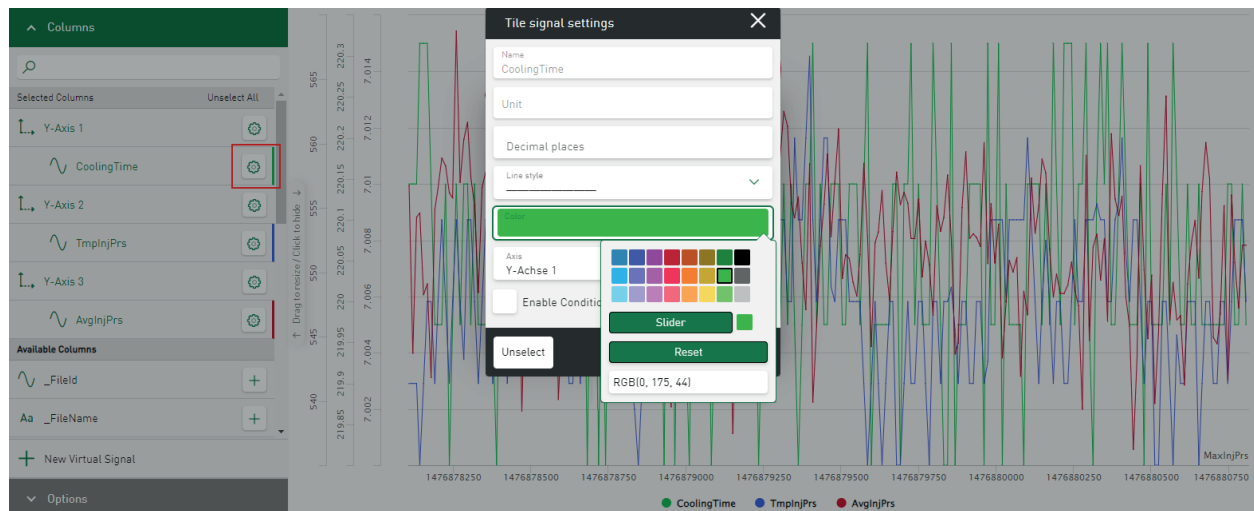 Columns
Selected Columns Unselect All
Y-Axis 1
CoolingTime
Y-Axis 2
TmpInjPrs
Y-Axis 3
AvgInjPrs
Available Columns
_FileId
Aa _FileName
New Virtual Signal
Options
↑ Drag to resize / Click to hide ↑
565
560
555
550
545
540
220.3
220.25
220.2
220.15
220.1
220.05
220
219.95
219.9
219.85
7.014
7.012
7.01
7.008
7.006
7.004
7.002
Tile signal settings
Name
CoolingTime
Unit
Decimal places
Line style
Color
Axis
Y-Achse 1
Enable Conditio
Unselect
Slider
Reset
RGB(0, 175, 44)
MaxInjPrs
1476878250 1476878500 1476878750 1476879000 1476879250 1476879500 1476879750 1476880000 1476880250 1476880500 1476880750
CoolingTime TmpInjPrs AvgInjPrs